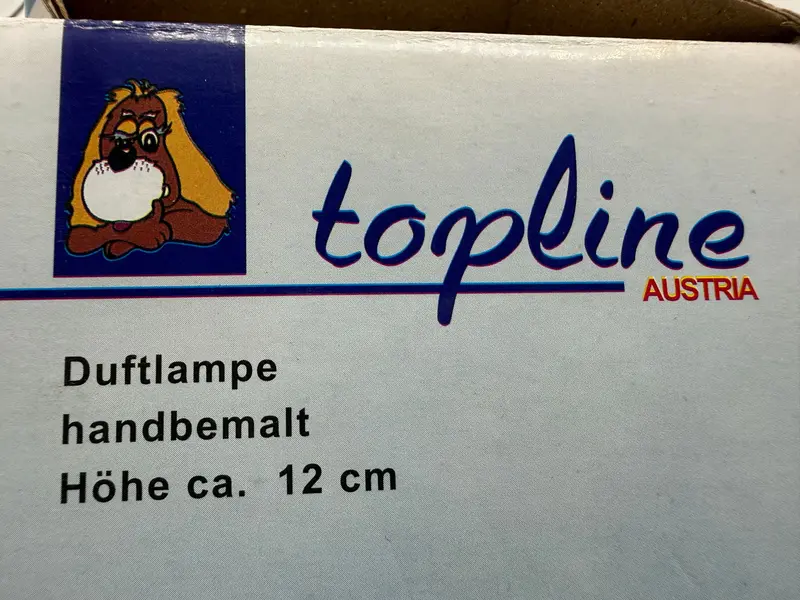 topline
AUSTRIA
Duftlampe
handbemalt
Höhe ca. 12 cm